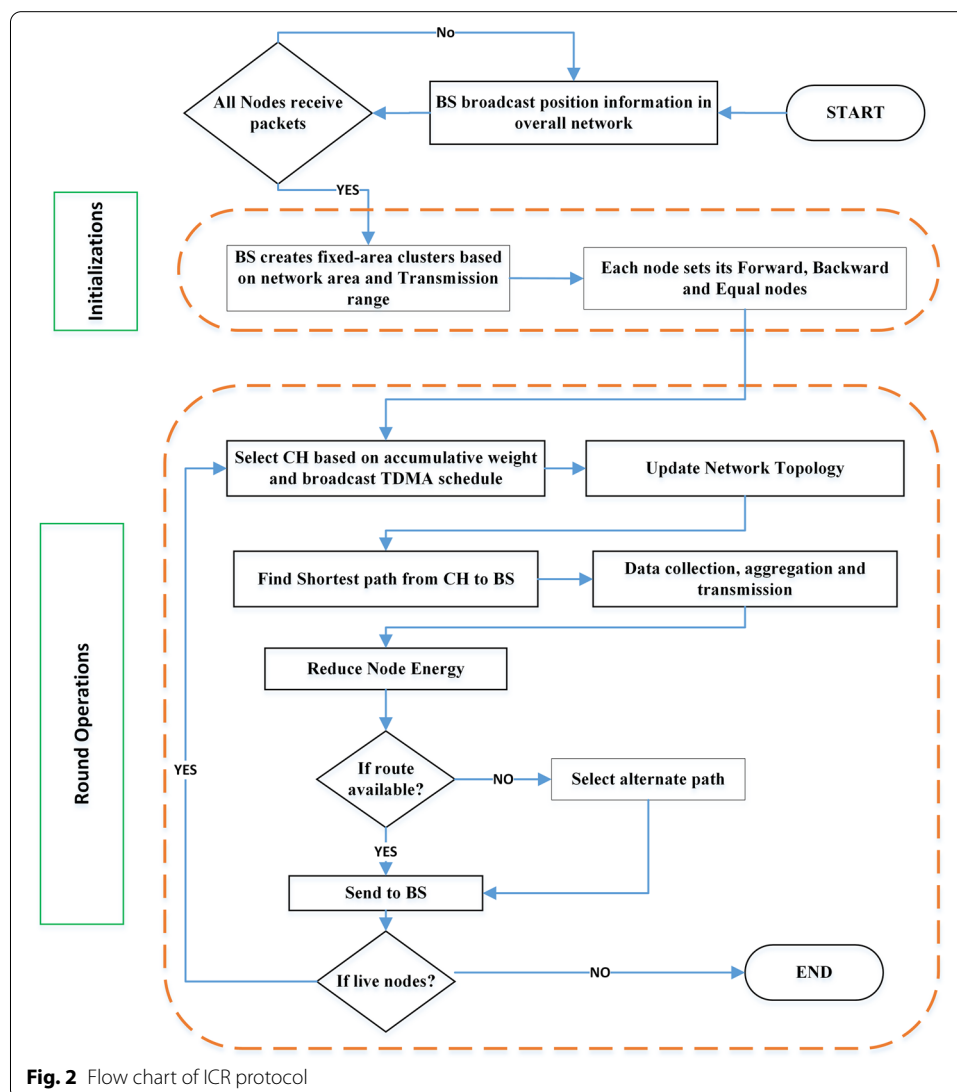 No
All Nodes receive
packets
BS broadcast position information in
overall network
START
YES
Initializations
BS creates fixed-area clusters based
on network area and Transmission
range
Each node sets its Forward, Backward
and Equal nodes
Round Operations
Select CH based on accumulative weight
and broadcast TDMA schedule
Update Network Topology
Find Shortest path from CH to BS
Data collection, aggregation and
transmission
Reduce Node Energy
YES
If route
available?
NO
Select alternate path
YES
Send to BS
If live nodes?
NO
END
Fig. 2 Flow chart of ICR protocol